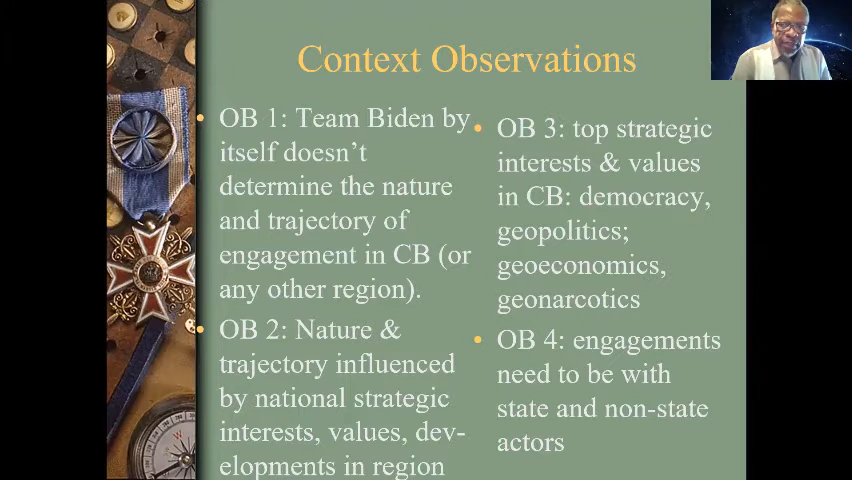 Context Observations
OB 1: Team Biden by
itself doesn't
determine the nature
and trajectory of
engagement in CB (or
any other region).
OB 2: Nature &
trajectory influenced
by national strategic
interests, values, dev-
elopments in region
OB 3: top strategic
interests & values
in CB: democracy,
geopolitics;
geoeconomics,
geonarcotics
OB 4: engagements
need to be with
state and non-state
actors